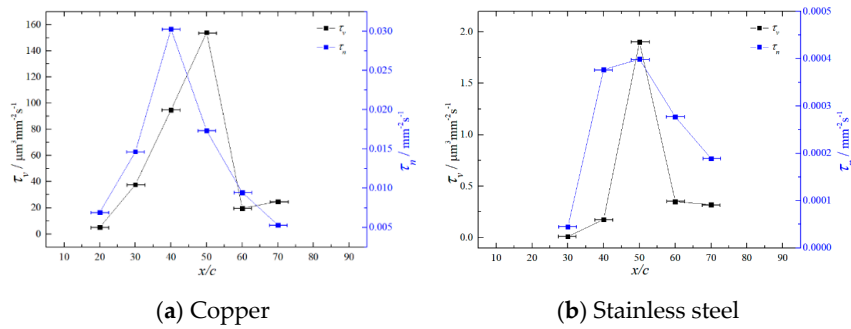 160
140
120
100
80
60
40
20
0
τv / μm³mm⁻²s⁻¹
τv
τn
0.030
0.025
0.020
0.015
0.010
0.005
τn / mm⁻²s⁻¹
10 20 30 40 50 60 70 80 90
x/c
(a) Copper
2.0
1.5
1.0
0.5
0.0
τv / μm³mm⁻²s⁻¹
τv
τn
0.0005
0.0004
0.0003
0.0002
0.0001
0.0000
/ mm⁻²s⁻¹
10 20 30 40 50 60 70 80 90
x/c
(b) Stainless steel